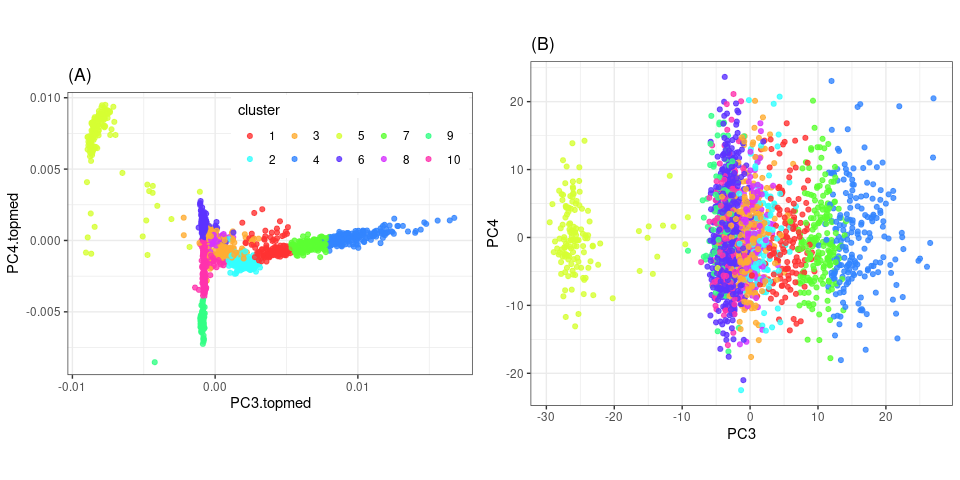 (A)
cluster
1 3 5 7 9
2 4 6 8 10
0.010
0.005
0.000
-0.005
PC4.topmed
-0.01 0.00 0.01
PC3.topmed
(B)
20
10
0
-10
-20
PC4
-30 -20 -10 0 10 20
PC3